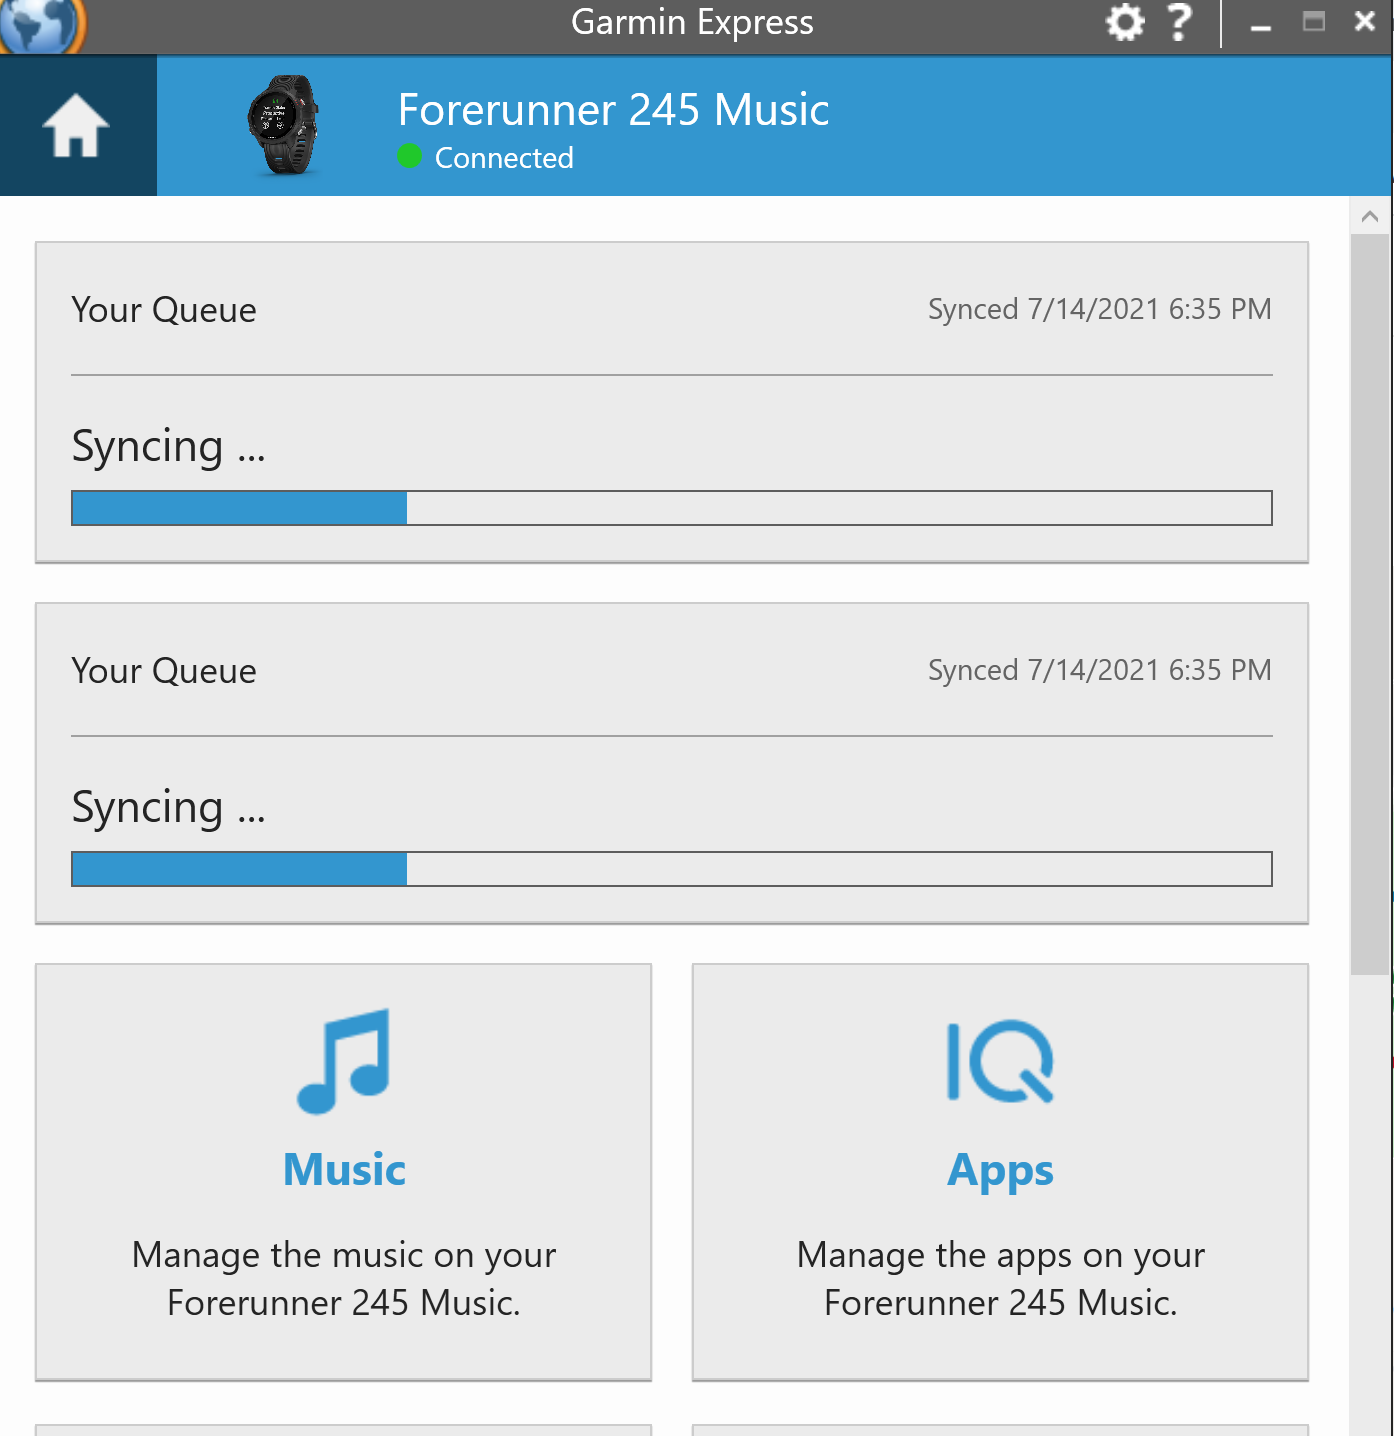 Garmin Express
Forerunner 245 Music
Connected
Your Queue
Synced 7/14/2021 6:35 PM
Syncing ...
Your Queue
Synced 7/14/2021 6:35 PM
Syncing ...
IQ
Music
Apps
Manage the music on your
Forerunner 245 Music.
Manage the apps on your
Forerunner 245 Music.